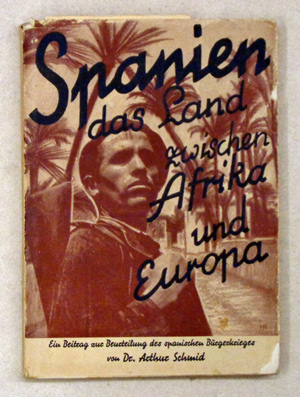 Spanien
das Land
zwischen
Afrika
und
Europa
Ein Beitrag zur Beurteilung des spanischen Bürgerkrieges
von Dr. Arthur Schmid